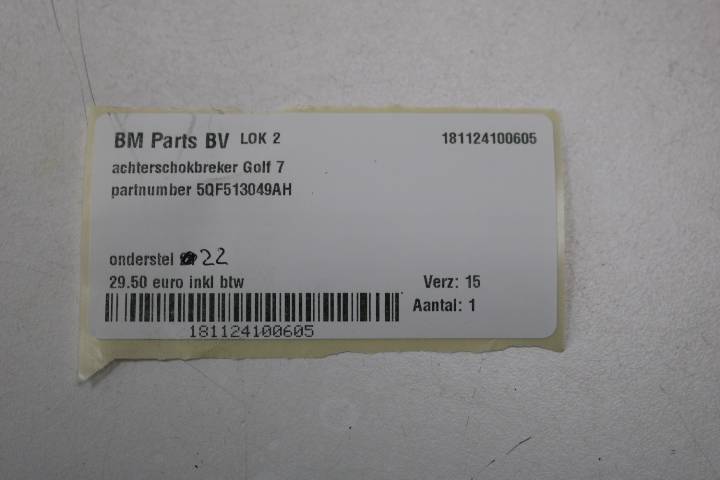 BM Parts BV LOK 2 181124100605
achterschokbreker Golf 7
partnumber 5QF513049AH
onderstel 22
29.50 euro inkl btw Verz: 15
Aantal: 1
181124100605